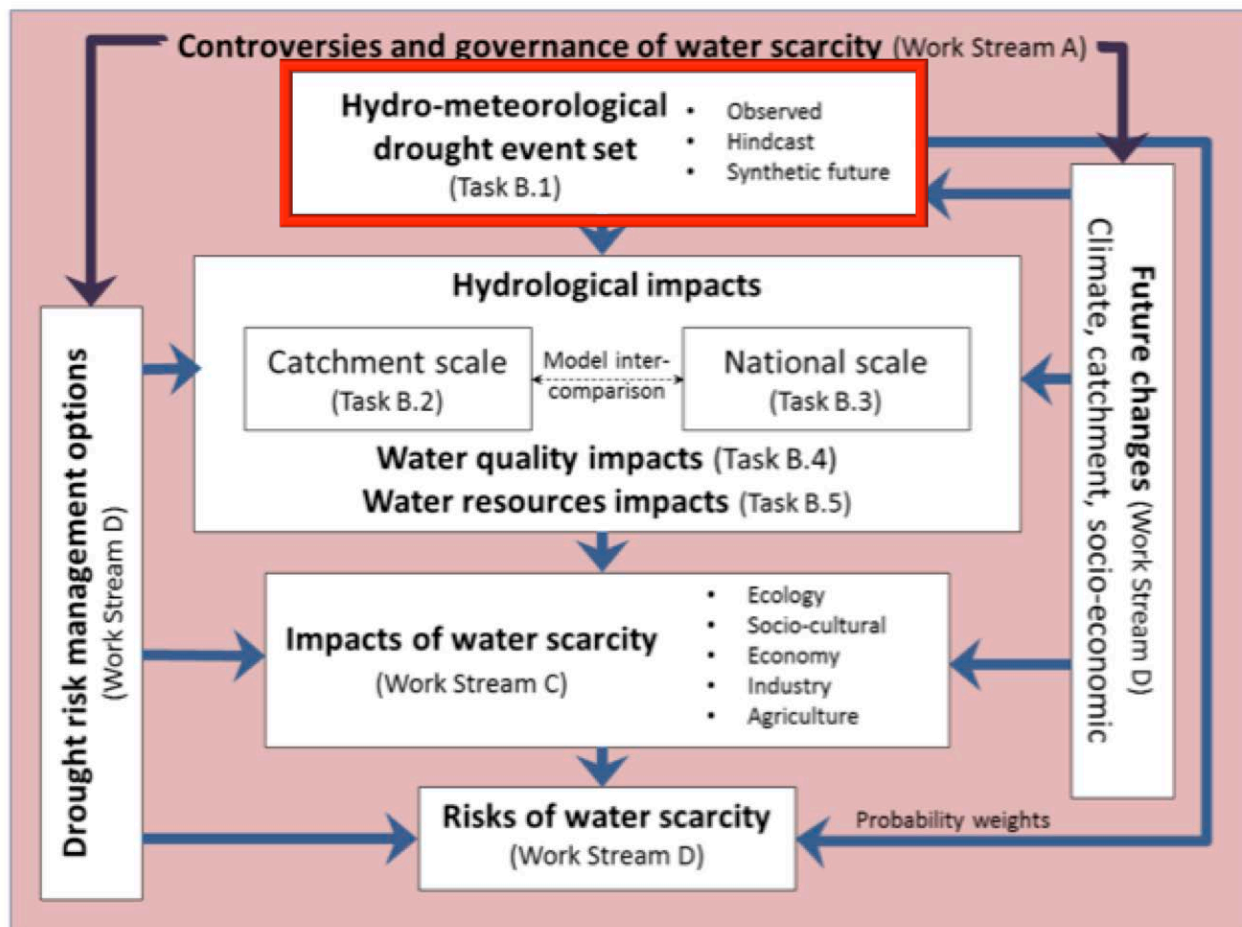 Controversies and governance of water scarcity (Work Stream A)
Hydro-meteorological
drought event set
(Task B.1)
• Observed
• Hindcast
• Synthetic future
Hydrological impacts
Catchment scale
(Task B.2)
Model inter-
comparison
National scale
(Task B.3)
Water quality impacts (Task B.4)
Water resources impacts (Task B.5)
Drought risk management options
(Work Stream D)
Future changes (Work Stream D)
Climate, catchment, socio-economic
Impacts of water scarcity
(Work Stream C)
• Ecology
• Socio-cultural
• Economy
• Industry
• Agriculture
Risks of water scarcity
(Work Stream D)
Probability weights